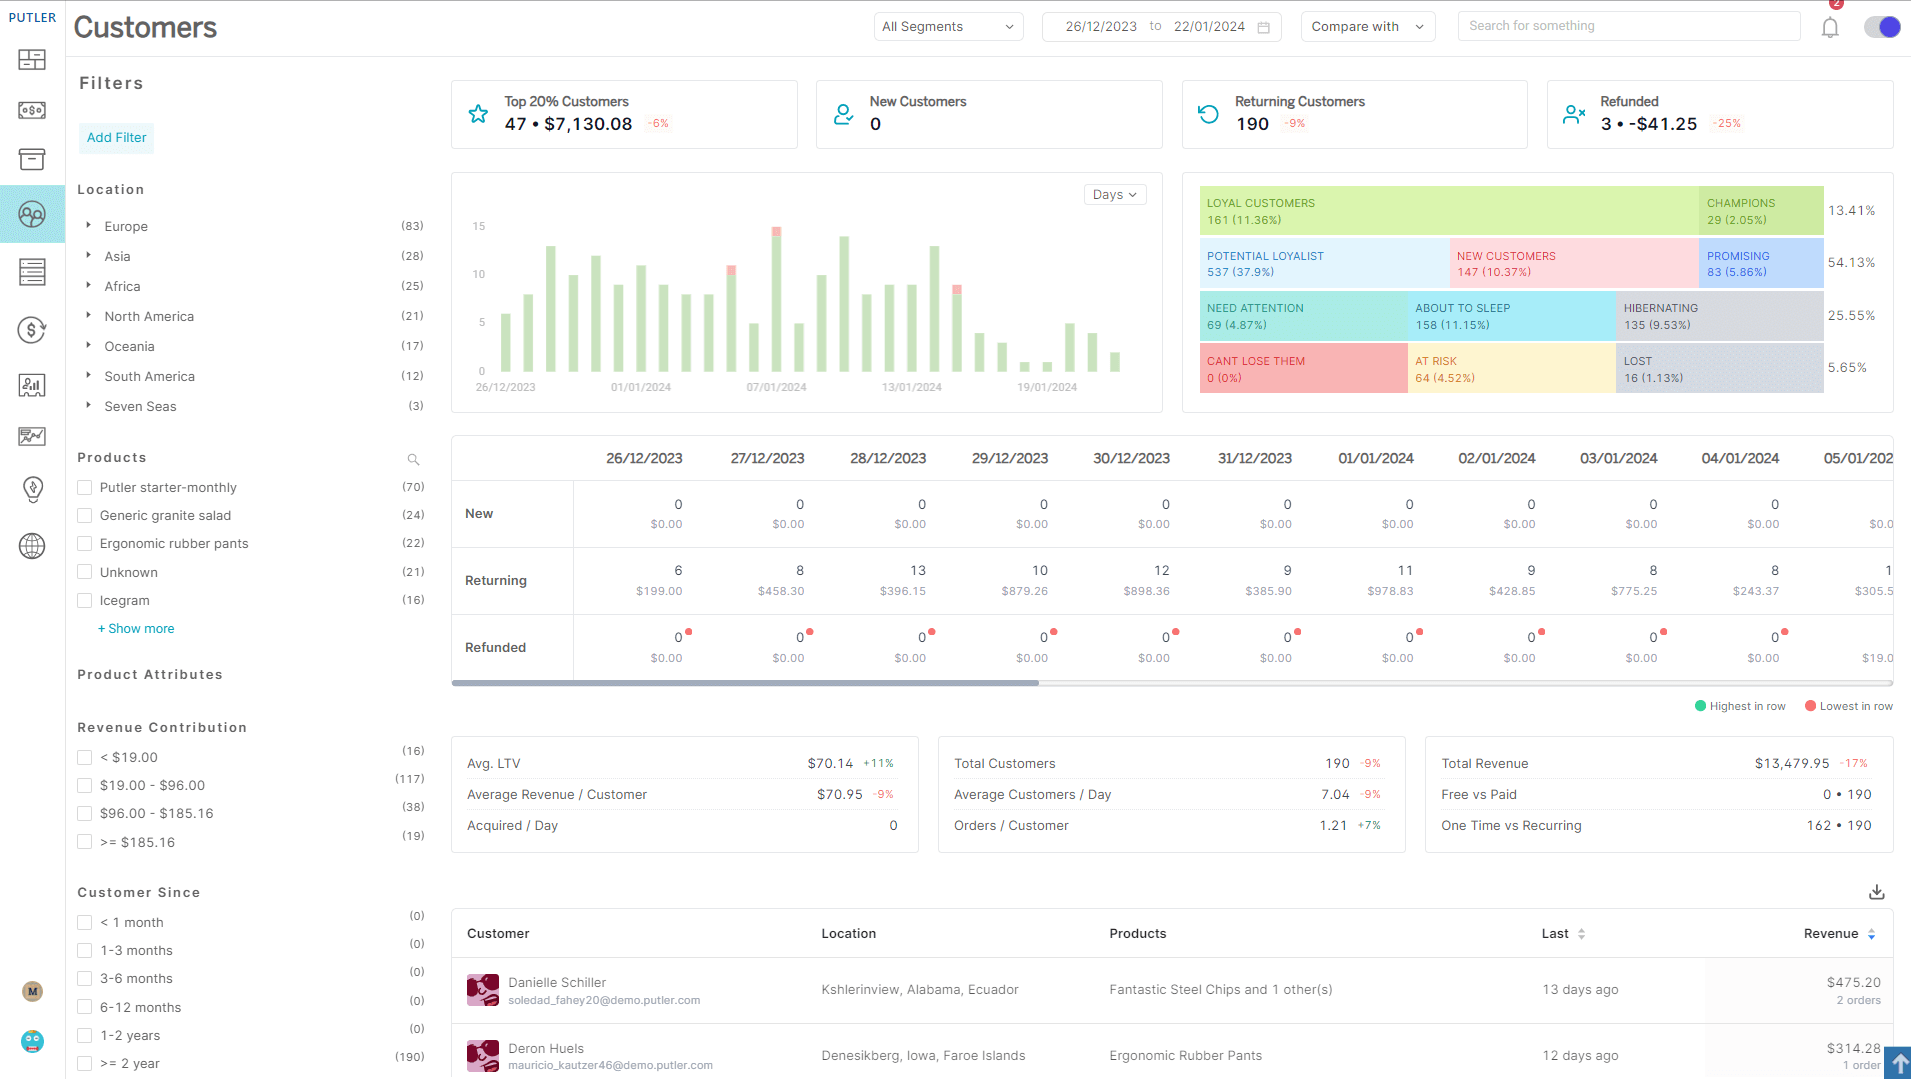 PUTLER
Customers
All Segments
26/12/2023 to 22/01/2024
Compare with
Search for something
2
Filters
Add Filter
Location
Europe (83)
Asia (28)
Africa (25)
North America (21)
Oceania (17)
South America (12)
Seven Seas (3)
Products
Putler starter-monthly (70)
Generic granite salad (24)
Ergonomic rubber pants (22)
Unknown (21)
Icegram (16)
+ Show more
Product Attributes
Revenue Contribution
< $19.00 (16)
$19.00 - $96.00 (117)
$96.00 - $185.16 (38)
>= $185.16 (19)
Customer Since
< 1 month (0)
1-3 months (0)
3-6 months (0)
6-12 months (0)
1-2 years (0)
>= 2 year (190)
M
Top 20% Customers
47 • $7,130.08 -6%
New Customers
0
Returning Customers
190 -9%
Refunded
3 • -$41.25 -25%
Days
15
10
5
0
26/12/2023 01/01/2024 07/01/2024 13/01/2024 19/01/2024
LOYAL CUSTOMERS
161 (11.36%)
CHAMPIONS
29 (2.05%)
13.41%
POTENTIAL LOYALIST
537 (37.9%)
NEW CUSTOMERS
147 (10.37%)
PROMISING
83 (5.86%)
54.13%
NEED ATTENTION
69 (4.87%)
ABOUT TO SLEEP
158 (11.15%)
HIBERNATING
135 (9.53%)
25.55%
CANT LOSE THEM
0 (0%)
AT RISK
64 (4.52%)
LOST
16 (1.13%)
5.65%
26/12/2023 27/12/2023 28/12/2023 29/12/2023 30/12/2023 31/12/2023 01/01/2024 02/01/2024 03/01/2024 04/01/2024 05/01/202
New
0 0 0 0 0 0 0 0 0 0
$0.00 $0.00 $0.00 $0.00 $0.00 $0.00 $0.00 $0.00 $0.00 $0.00 $0.0
Returning
6 8 13 10 12 9 11 9 8 8 1
$199.00 $458.30 $396.15 $879.26 $898.36 $385.90 $978.83 $428.85 $775.25 $243.37 $305.5
Refunded
0 0 0 0 0 0 0 0 0 0
$0.00 $0.00 $0.00 $0.00 $0.00 $0.00 $0.00 $0.00 $0.00 $0.00 $19.0
Highest in row Lowest in row
Avg. LTV $70.14 +11%
Average Revenue / Customer $70.95 -9%
Acquired / Day 0
Total Customers 190 -9%
Average Customers / Day 7.04 -9%
Orders / Customer 1.21 +7%
Total Revenue $13,479.95 -17%
Free vs Paid 0 • 190
One Time vs Recurring 162 • 190
Customer Location Products Last Revenue
Danielle Schiller
soledad_fahey20@demo.putler.com
Kshlerinview, Alabama, Ecuador
Fantastic Steel Chips and 1 other(s)
13 days ago
$475.20
2 orders
Deron Huels
mauricio_kautzer46@demo.putler.com
Denesikberg, Iowa, Faroe Islands
Ergonomic Rubber Pants
12 days ago
$314.28
1 order